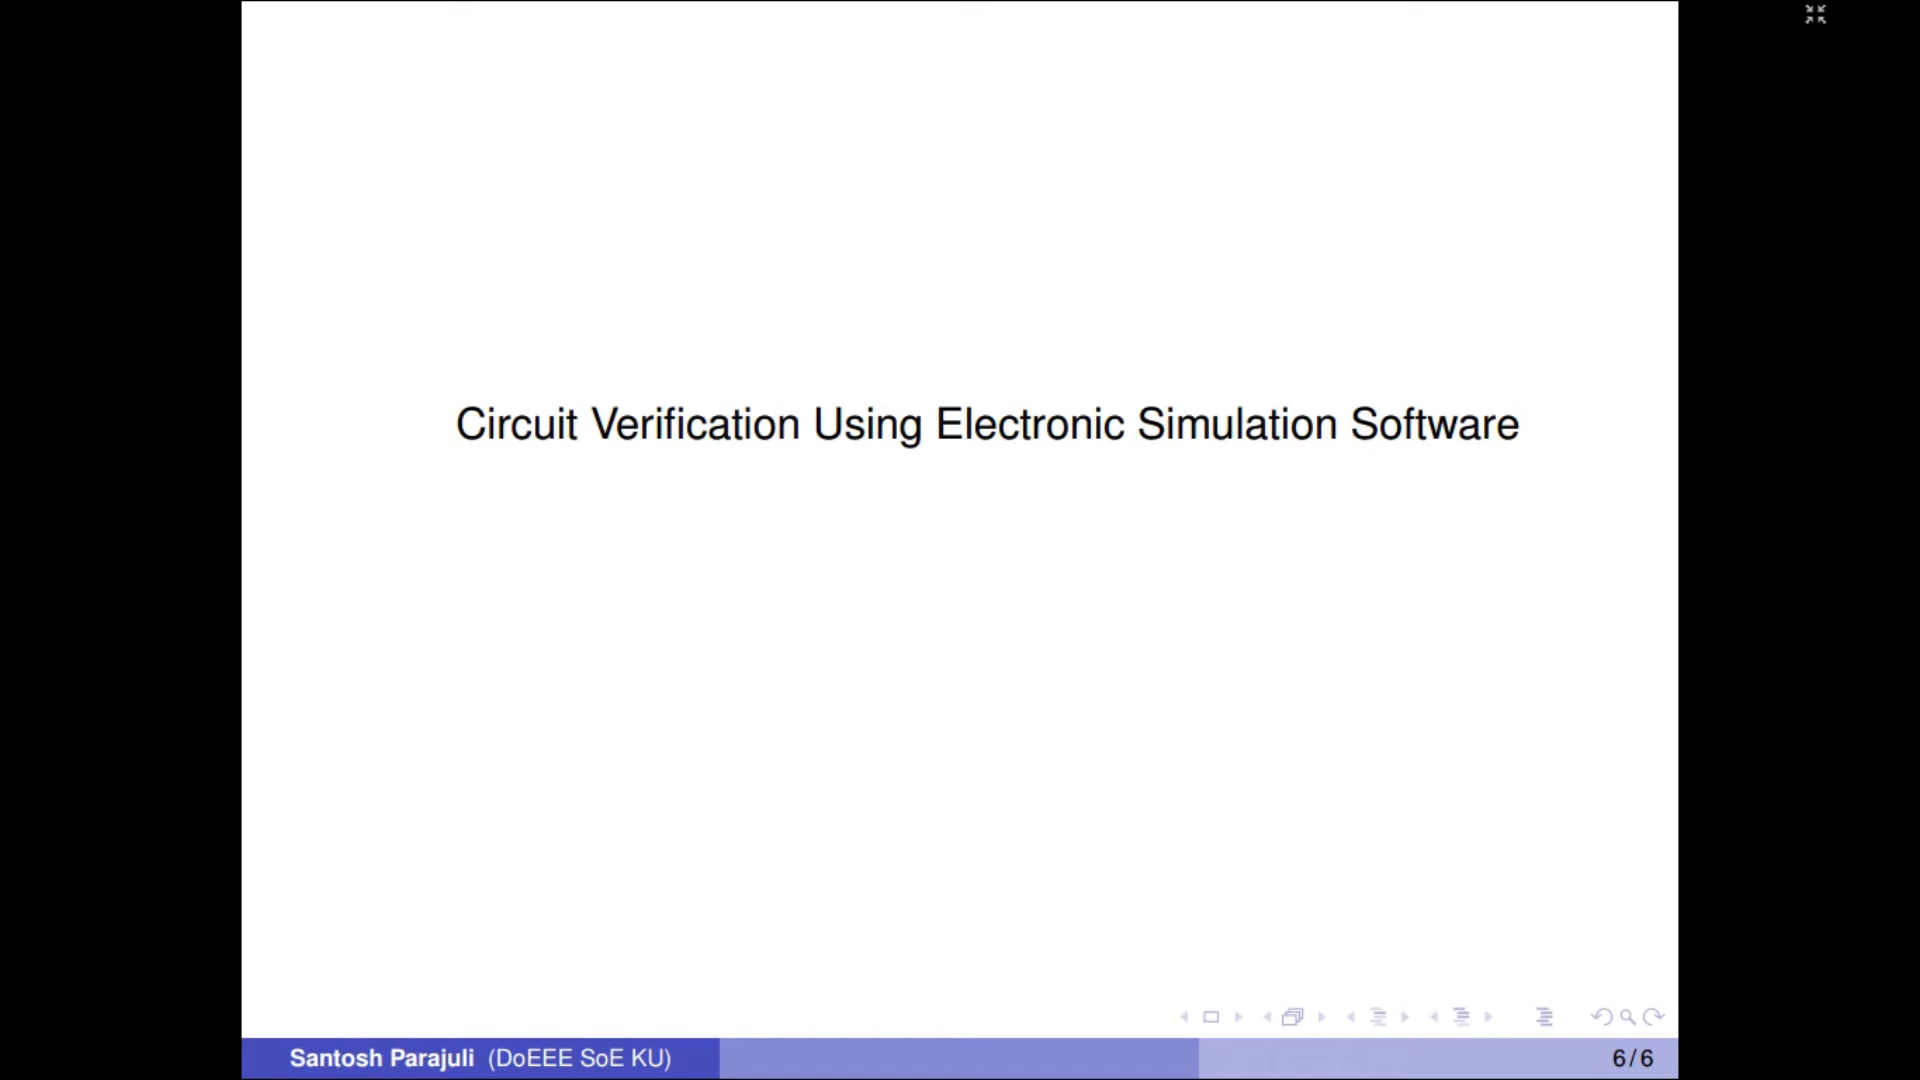 Circuit Verification Using Electronic Simulation Software
Santosh Parajuli (DoEEE SoE KU)
6 / 6